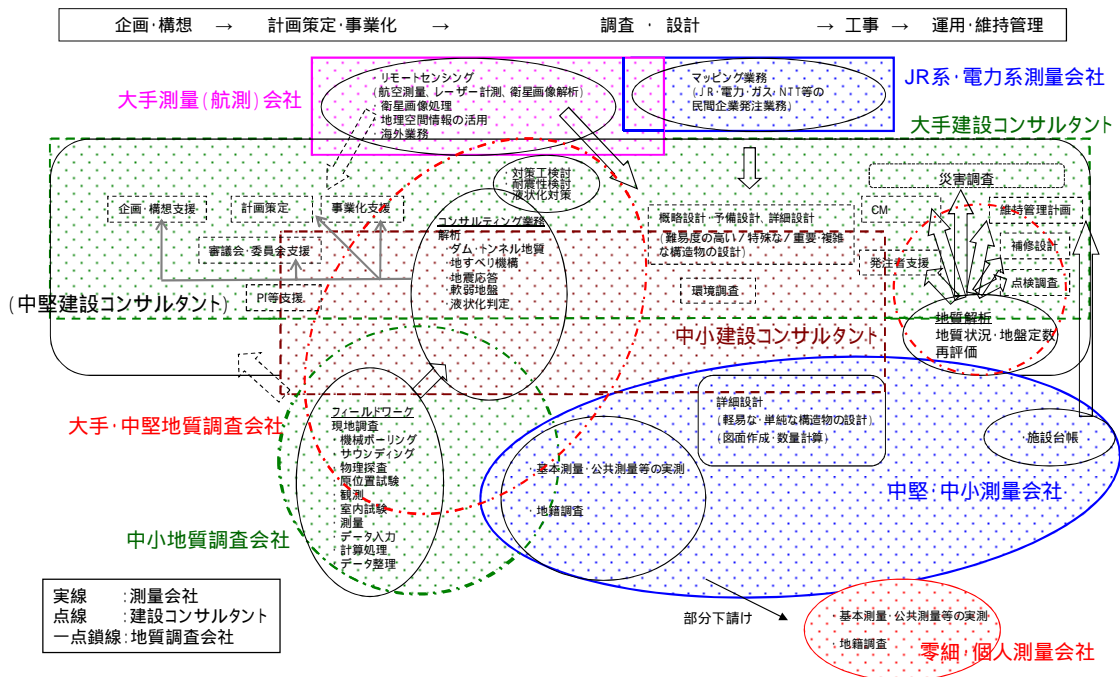 企画・構想 → 計画策定・事業化 → 調査 ・ 設計 → 工事 → 運用・維持管理
大手測量(航測)会社
リモートセンシング
(航空測量、レーザー計測、衛星画像解析)
衛星画像処理
地理空間情報の活用
海外業務
マッピング業務
(JR・電力・ガス・NTT等の
民間企業発注業務)
JR系・電力系測量会社
大手建設コンサルタント
対策工検討
耐震性検討
液状化対策
災害調査
企画・構想支援
計画策定
事業化支援
審議会・委員会支援
PI等支援
コンサルティング業務
解析
・ダム・トンネル地質
・地すべり機構
・地震応答
・軟弱地盤
・液状化判定
概略設計・予備設計、詳細設計
(難易度の高い/特殊な/重要・複雑
な構造物の設計)
環境調査
CM
発注者支援
維持管理計画
補修設計
点検調査
地質解析
地質状況・地盤定数
再評価
(中堅建設コンサルタント)
中小建設コンサルタント
大手・中堅地質調査会社
フィールドワーク
現地調査
・機械ボーリング
・サウンディング
・物理探査
・原位置試験
・観測
・室内試験
・測量
・データ入力
・計算処理
・データ整理
中小地質調査会社
詳細設計
(軽易な・単純な構造物の設計)
(図面作成・数量計算)
・基本測量・公共測量等の実測
・地籍調査
・施設台帳
中堅・中小測量会社
実線 :測量会社
点線 :建設コンサルタント
一点鎖線:地質調査会社
部分下請け
・基本測量・公共測量等の実測
・地籍調査
零細・個人測量会社